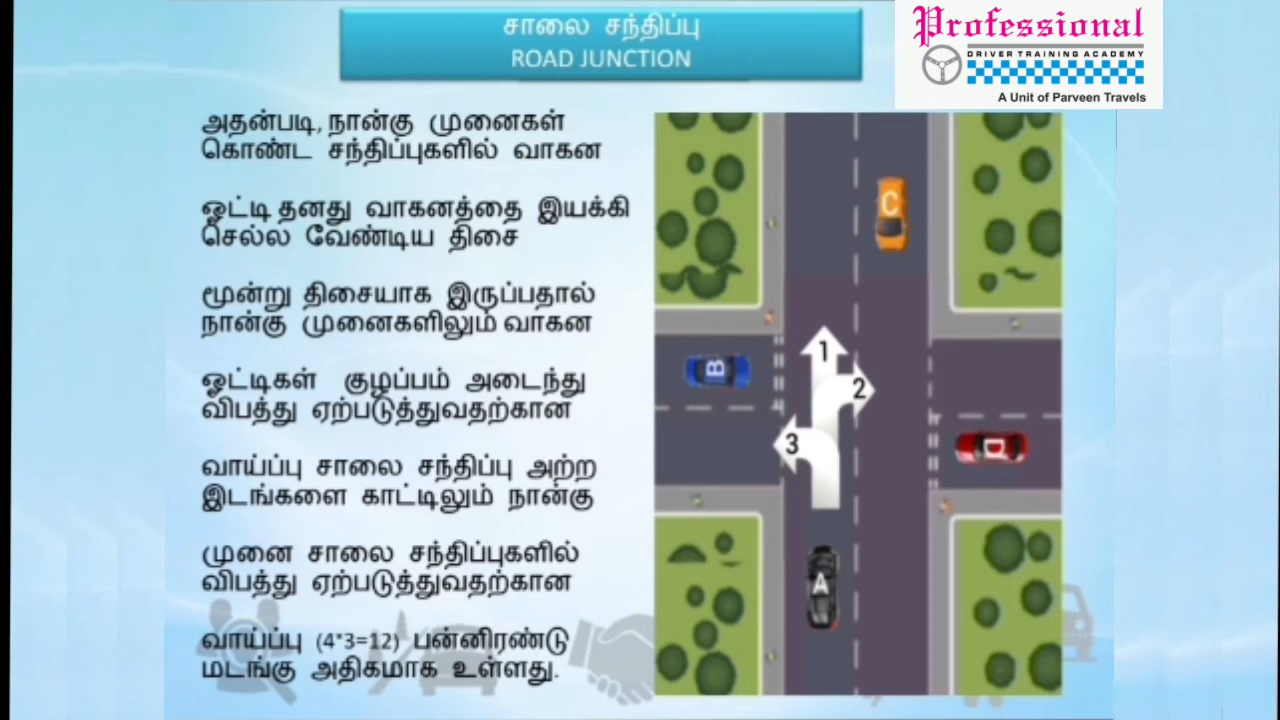 சாலை சந்திப்பு
ROAD JUNCTION
Professional
DRIVER TRAINING ACADEMY
A Unit of Parveen Travels
அதன்படி, நான்கு முனைகள்
கொண்ட சந்திப்புகளில் வாகன
ஓட்டி தனது வாகனத்தை இயக்கி
செல்ல வேண்டிய திசை
மூன்று திசையாக இருப்பதால்
நான்கு முனைகளிலும் வாகன
ஓட்டிகள் குழப்பம் அடைந்து
விபத்து ஏற்படுத்துவதற்கான
வாய்ப்பு சாலை சந்திப்பு அற்ற
இடங்களை காட்டிலும் நான்கு
முனை சாலை சந்திப்புகளில்
விபத்து ஏற்படுத்துவதற்கான
வாய்ப்பு (4*3=12) பன்னிரண்டு
மடங்கு அதிகமாக உள்ளது.
C
1
B
2
3
D
A